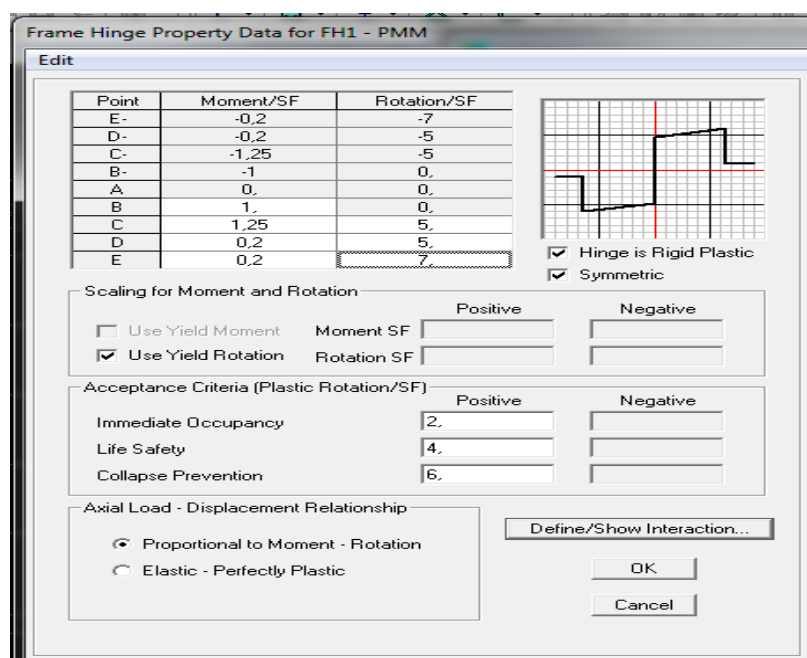 Frame Hinge Property Data for FH1 - PMM
Edit
Point Moment/SF Rotation/SF
E- -0,2 -7
D- -0,2 -5
C- -1,25 -5
B- -1 0,
A 0, 0,
B 1, 0,
C 1,25 5,
D 0,2 5,
E 0,2 7,
Hinge is Rigid Plastic
Symmetric
Scaling for Moment and Rotation
Positive Negative
Use Yield Moment Moment SF
Use Yield Rotation Rotation SF
Acceptance Criteria (Plastic Rotation/SF)
Positive Negative
Immediate Occupancy 2,
Life Safety 4,
Collapse Prevention 6,
Axial Load - Displacement Relationship
Proportional to Moment - Rotation
Elastic - Perfectly Plastic
Define/Show Interaction...
OK
Cancel